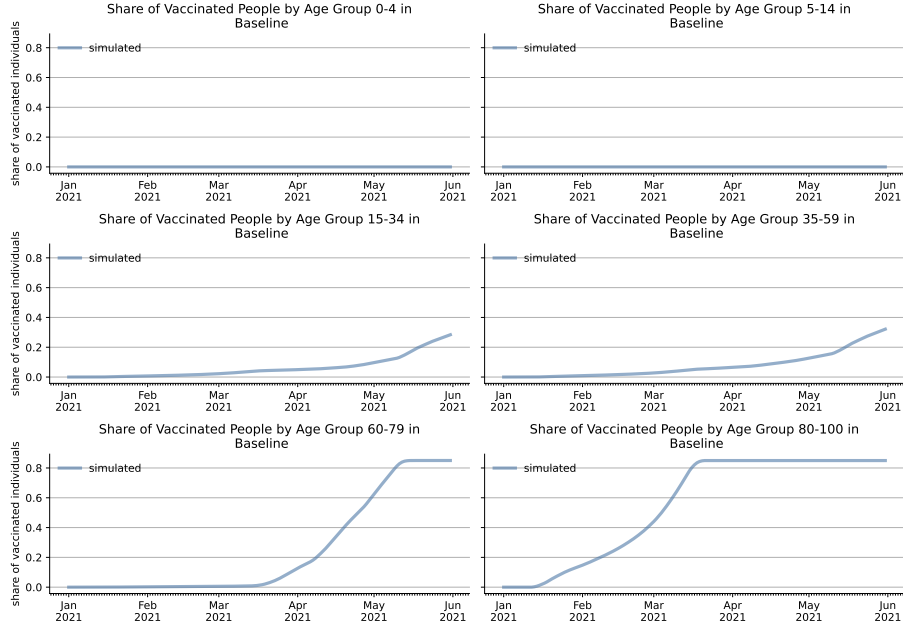 Share of Vaccinated People by Age Group 0-4 in
Baseline
share of vaccinated individuals
0.8
0.6
0.4
0.2
0.0
simulated
Jan
2021
Feb
2021
Mar
2021
Apr
2021
May
2021
Jun
2021
Share of Vaccinated People by Age Group 5-14 in
Baseline
simulated
Jan
2021
Feb
2021
Mar
2021
Apr
2021
May
2021
Jun
2021
Share of Vaccinated People by Age Group 15-34 in
Baseline
share of vaccinated individuals
0.8
0.6
0.4
0.2
0.0
simulated
Jan
2021
Feb
2021
Mar
2021
Apr
2021
May
2021
Jun
2021
Share of Vaccinated People by Age Group 35-59 in
Baseline
simulated
Jan
2021
Feb
2021
Mar
2021
Apr
2021
May
2021
Jun
2021
Share of Vaccinated People by Age Group 60-79 in
Baseline
share of vaccinated individuals
0.8
0.6
0.4
0.2
0.0
simulated
Jan
2021
Feb
2021
Mar
2021
Apr
2021
May
2021
Jun
2021
Share of Vaccinated People by Age Group 80-100 in
Baseline
simulated
Jan
2021
Feb
2021
Mar
2021
Apr
2021
May
2021
Jun
2021